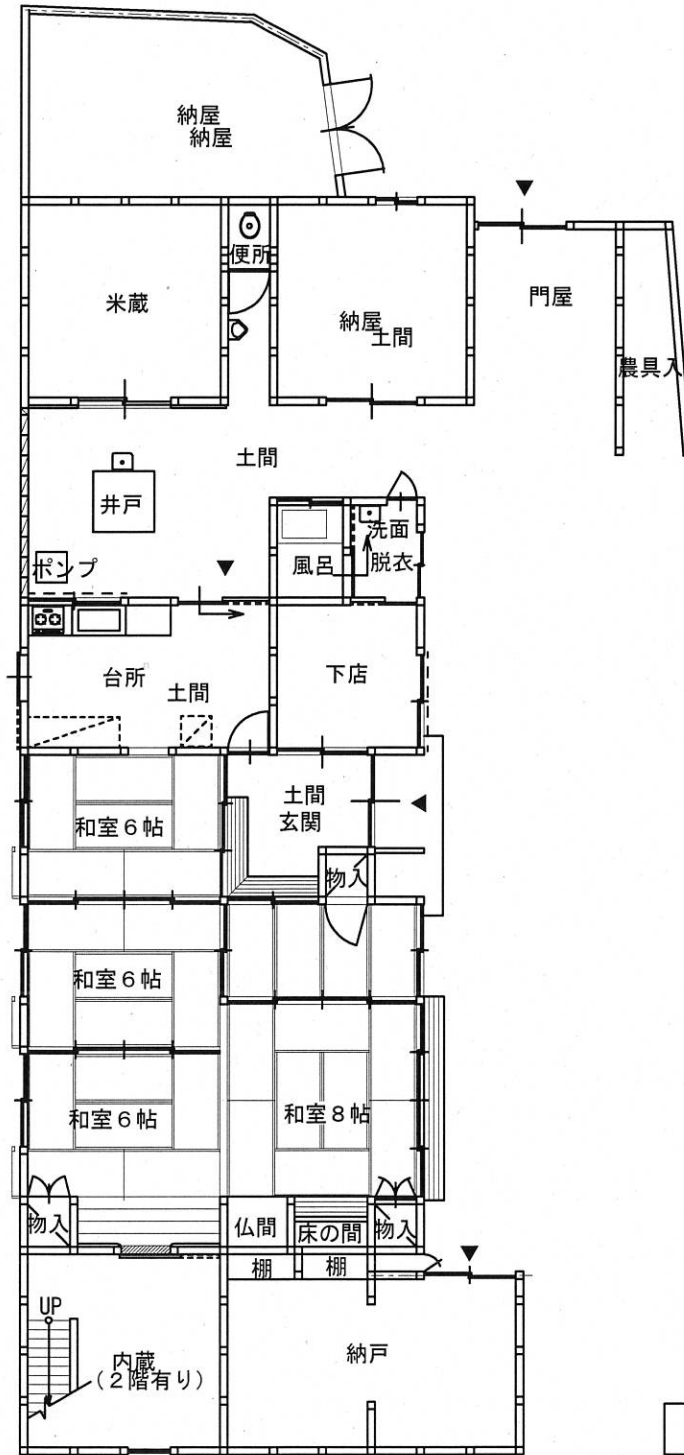 納屋
納屋
便所
米蔵
納屋
土間
門屋
農具入
土間
井戸
洗面
脱衣
風呂
ポンプ
台所
土間
下店
土間
玄関
和室６帖
物入
和室６帖
和室６帖
和室８帖
物入
仏間
床の間
物入
棚
棚
UP
内蔵
（２階有り）
納戸